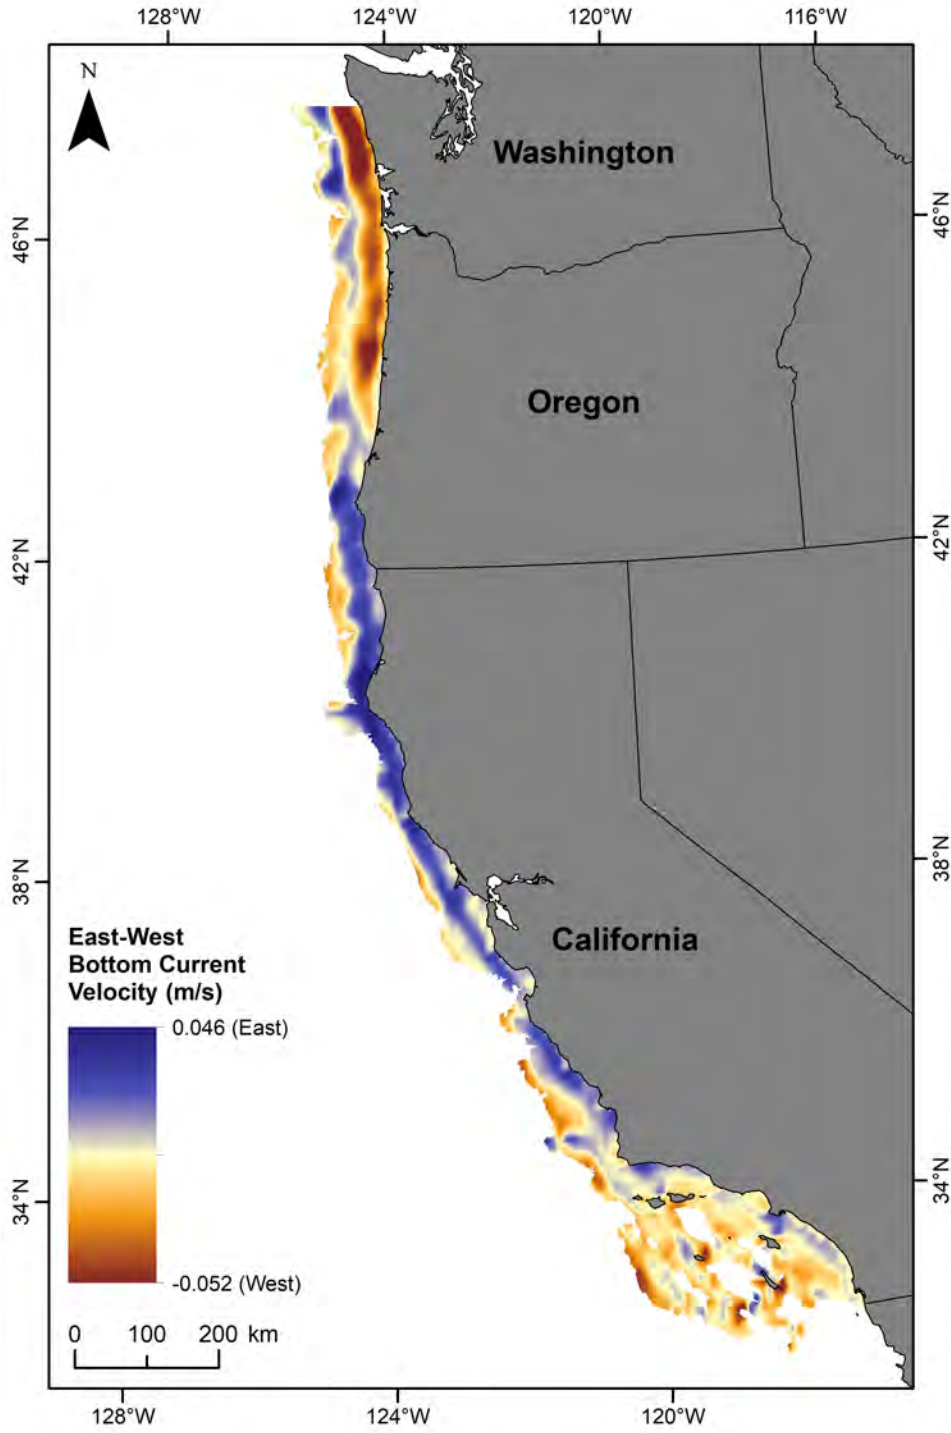 128°W 124°W 120°W 116°W
N
Washington
46°N
46°N
Oregon
42°N
42°N
38°N
38°N
East-West
Bottom Current
Velocity (m/s)
California
0.046 (East)
34°N
34°N
-0.052 (West)
0 100 200 km
128°W 124°W 120°W